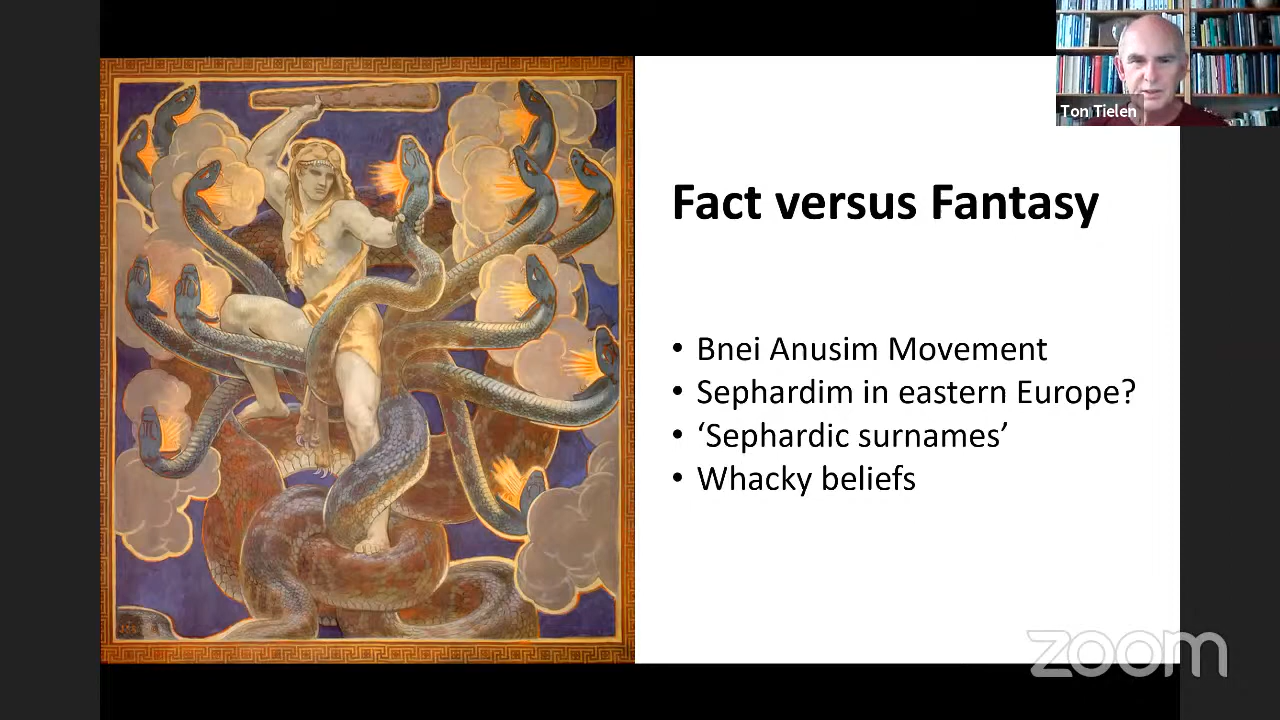 Ton Tielen
Fact versus Fantasy
• Bnei Anusim Movement
• Sephardim in eastern Europe?
• ‘Sephardic surnames’
• Whacky beliefs
zoom